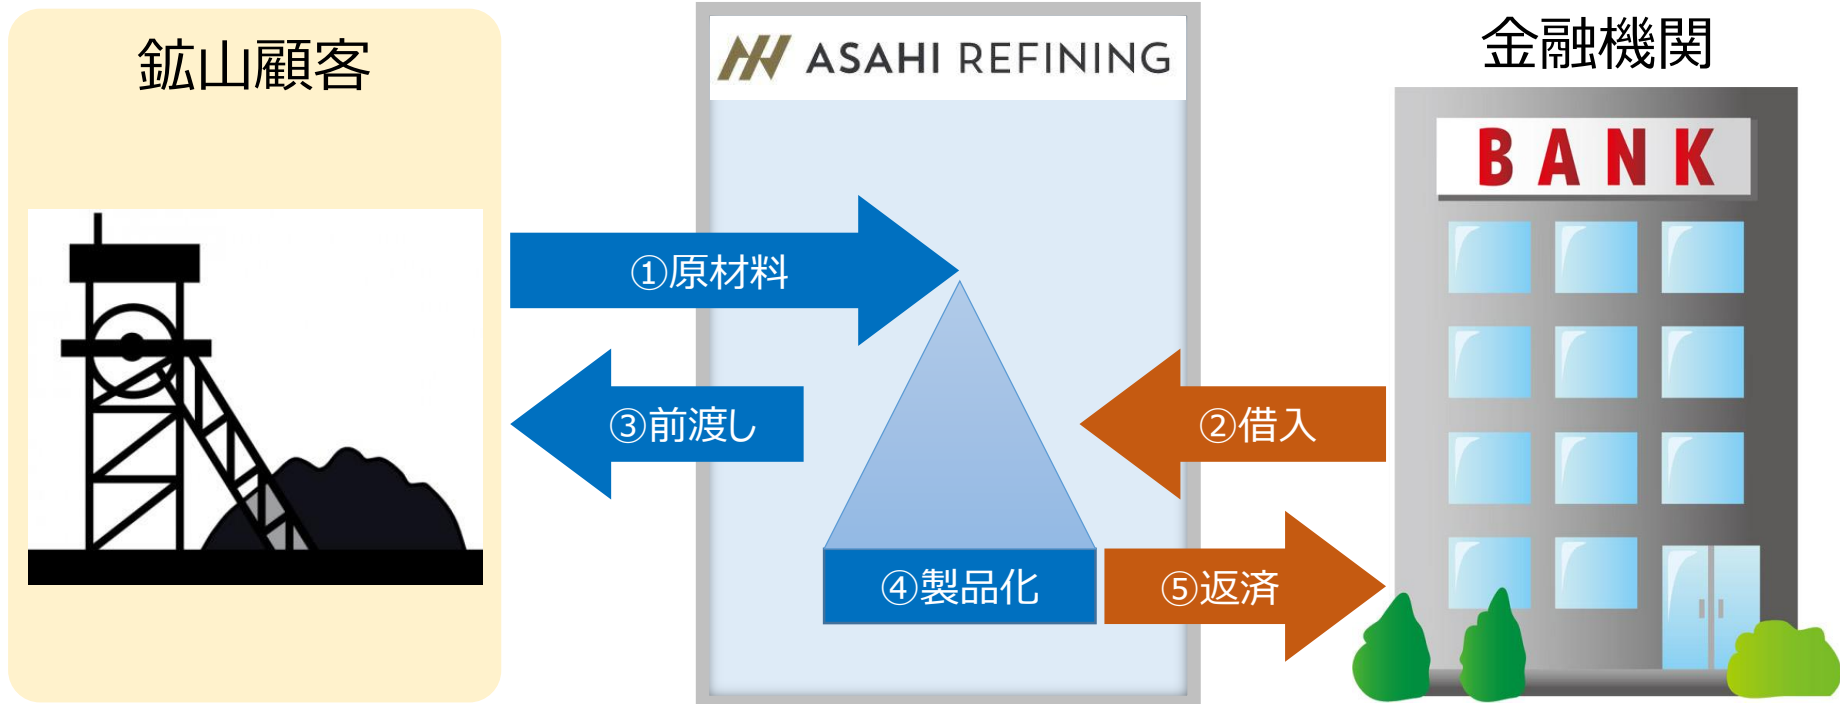 鉱山顧客
ASAHI REFINING
金融機関
BANK
①原材料
③前渡し
②借入
④製品化
⑤返済